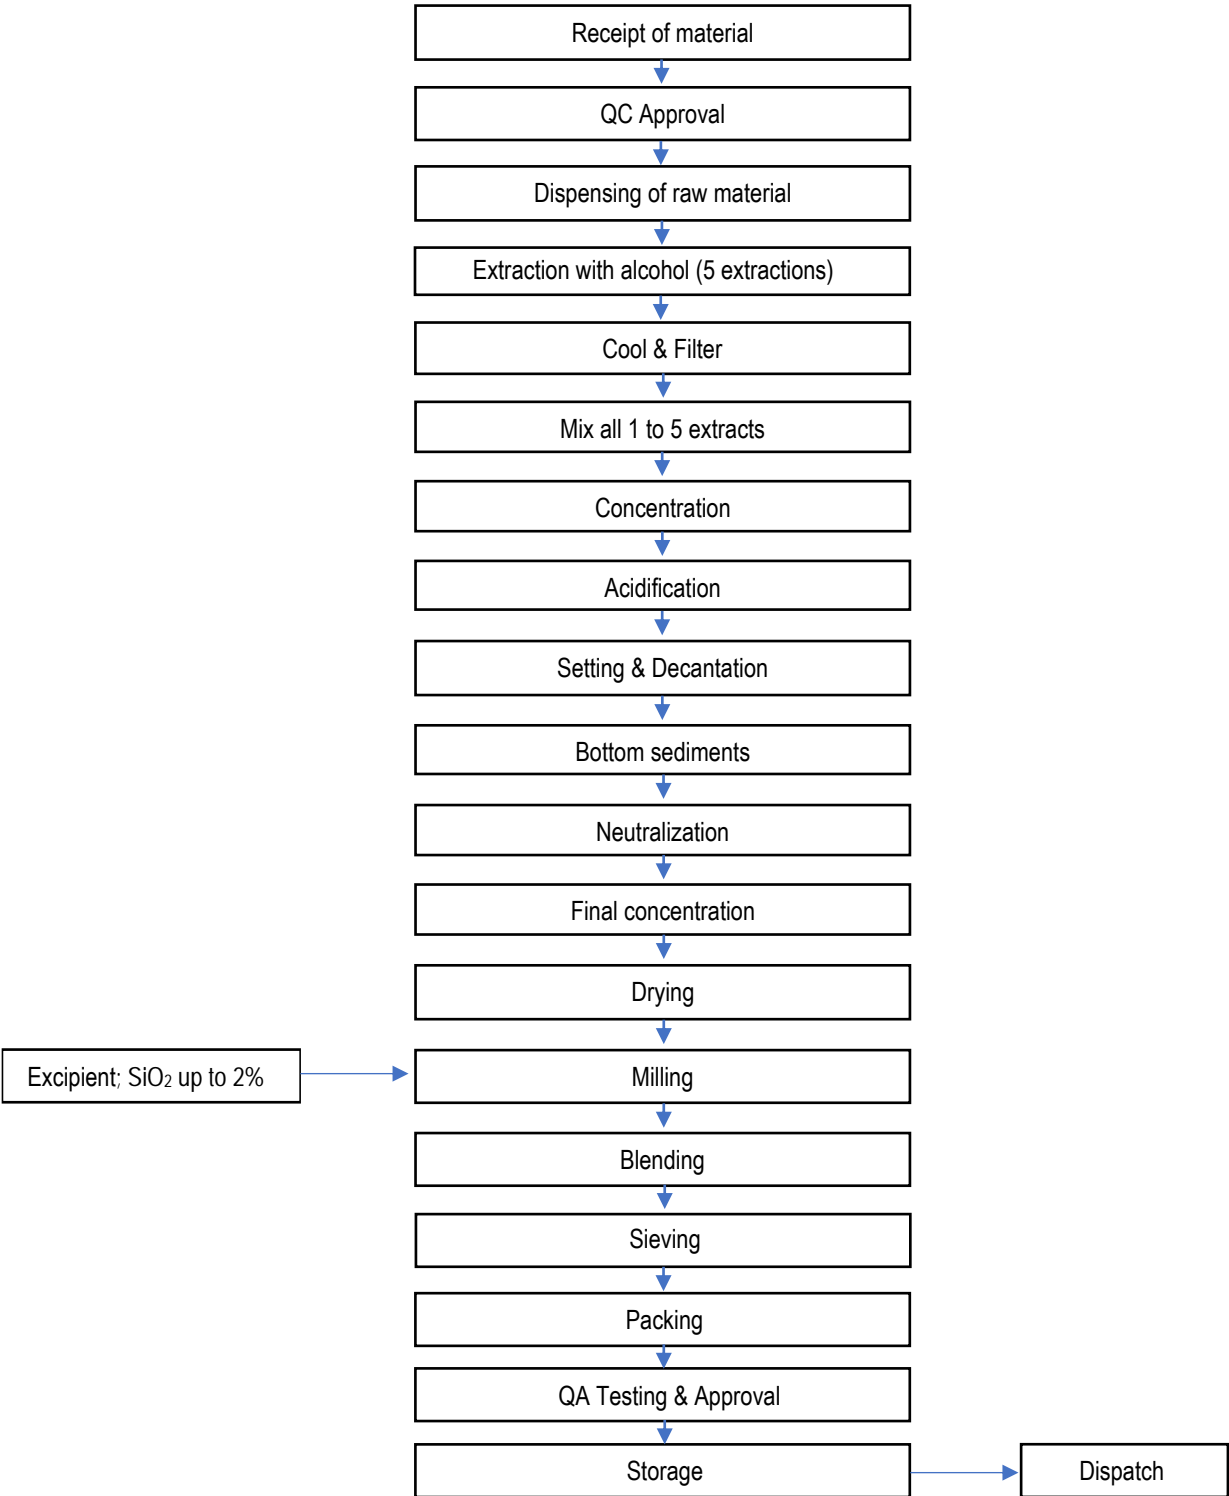 Receipt of material
QC Approval
Dispensing of raw material
Extraction with alcohol (5 extractions)
Cool & Filter
Mix all 1 to 5 extracts
Concentration
Acidification
Setting & Decantation
Bottom sediments
Neutralization
Final concentration
Drying
Excipient; SiO₂ up to 2%
Milling
Blending
Sieving
Packing
QA Testing & Approval
Storage
Dispatch